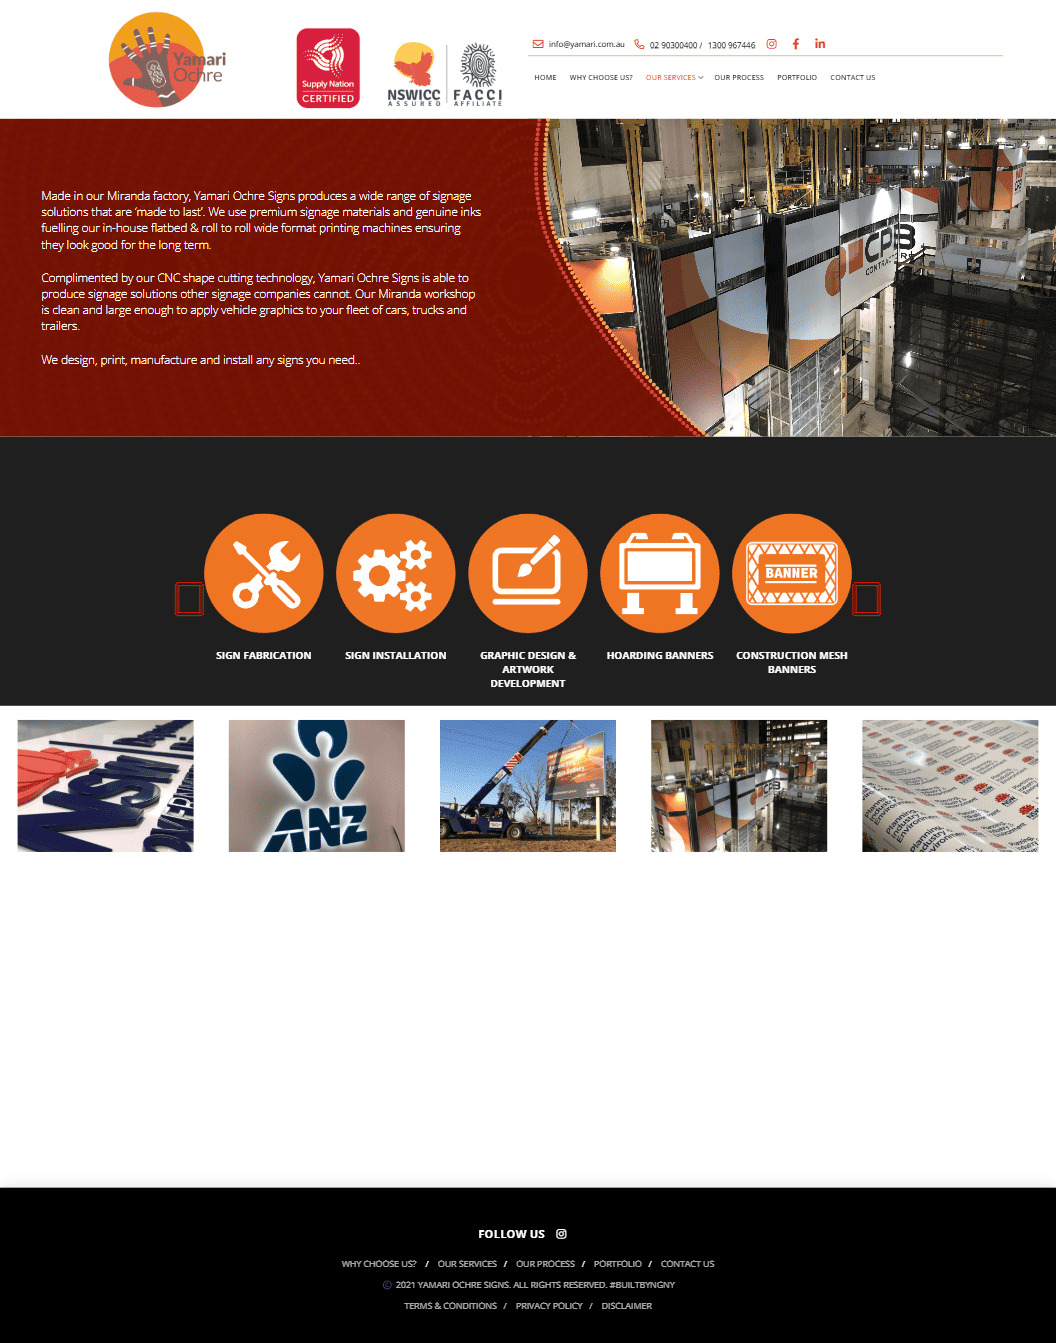 Yamari
Ochre
Supply Nation
CERTIFIED
NSWICC
ASSURED
FACCI
AFFILIATE
info@yamari.com.au
02 90300400 / 1300 967446
HOME
WHY CHOOSE US?
OUR SERVICES
OUR PROCESS
PORTFOLIO
CONTACT US
Made in our Miranda factory, Yamari Ochre Signs produces a wide range of signage
solutions that are ‘made to last’. We use premium signage materials and genuine inks
fuelling our in-house flatbed & roll to roll wide format printing machines ensuring
they look good for the long term.
Complimented by our CNC shape cutting technology, Yamari Ochre Signs is able to
produce signage solutions other signage companies cannot. Our Miranda workshop
is clean and large enough to apply vehicle graphics to your fleet of cars, trucks and
trailers.
We design, print, manufacture and install any signs you need..
CPB
CONTRACTORS
BANNER
SIGN FABRICATION
SIGN INSTALLATION
GRAPHIC DESIGN &
ARTWORK
DEVELOPMENT
HOARDING BANNERS
CONSTRUCTION MESH
BANNERS
NSW
ANZ
CPB
Planning,
Industry &
Environment
NSW
FOLLOW US
WHY CHOOSE US? / OUR SERVICES / OUR PROCESS / PORTFOLIO / CONTACT US
© 2021 YAMARI OCHRE SIGNS. ALL RIGHTS RESERVED. #BUILTBYNGNY
TERMS & CONDITIONS / PRIVACY POLICY / DISCLAIMER